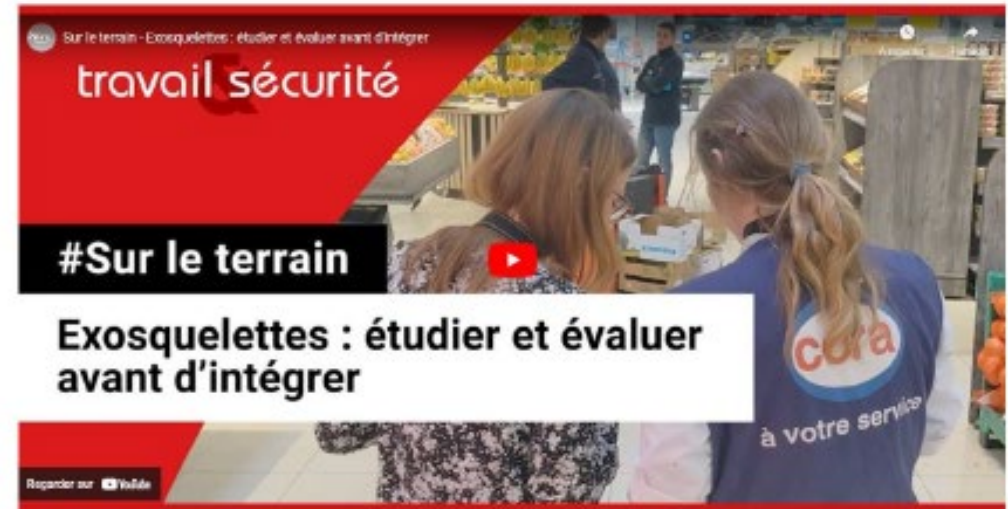 Sur le terrain - Exosquelettes : étudier et évaluer avant d'intégrer
travail & sécurité
#Sur le terrain
Exosquelettes : étudier et évaluer
avant d'intégrer
cora
à votre service
Regarder sur YouTube